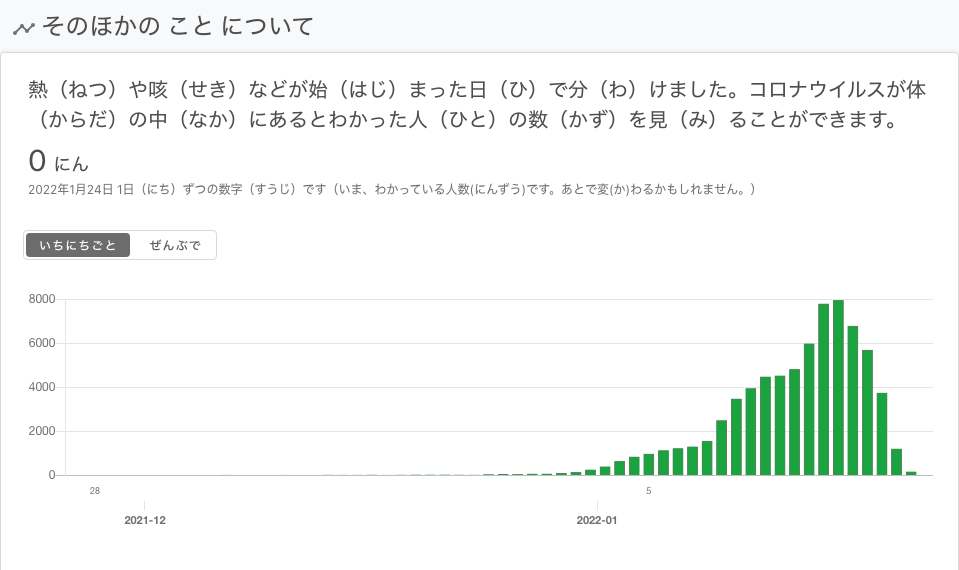 そのほかの こと について
熱（ねつ）や咳（せき）などが始（はじ）まった日（ひ）で分（わ）けました。コロナウイルスが体
（からだ）の中（なか）にあるとわかった人（ひと）の数（かず）を見（み）ることができます。
0 にん
2022年1月24日 1日（にち）ずつの数字（すうじ）です（いま、わかっている人数(にんずう)です。あとで変(か)わるかもしれません。）
いちにちごと ぜんぶで
8000
6000
4000
2000
0
28 5
2021-12 2022-01